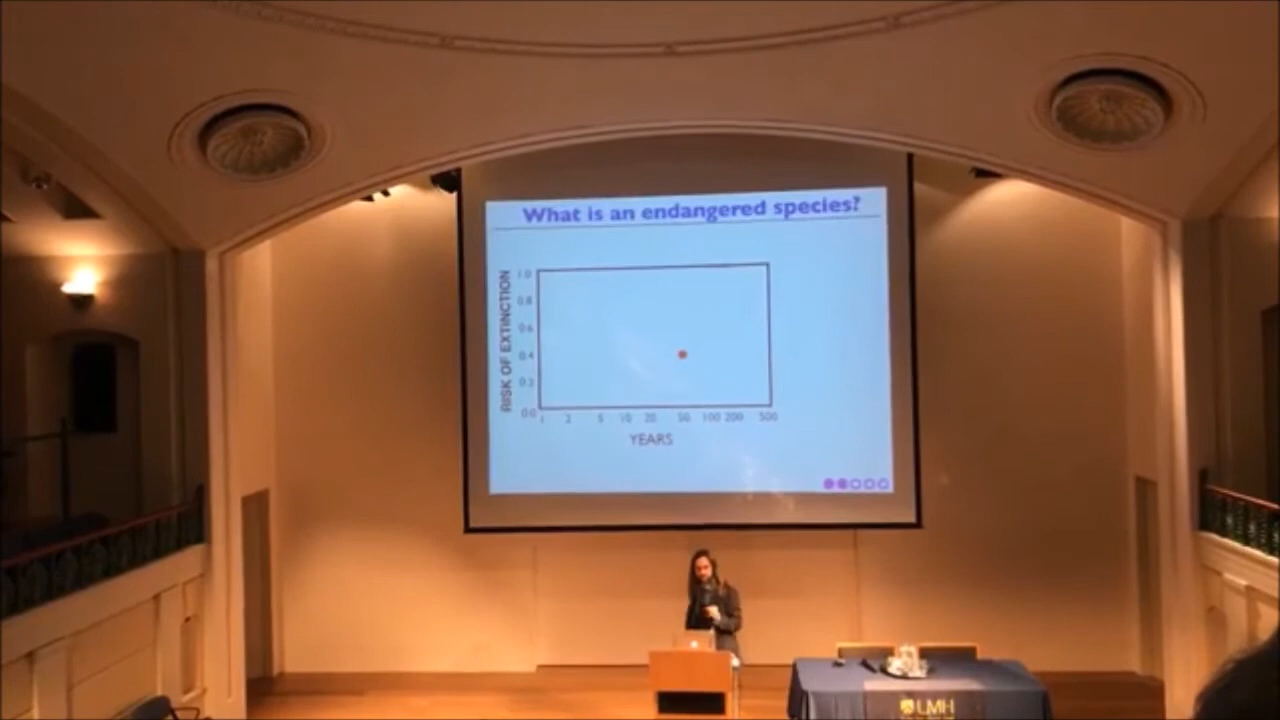 What is an endangered species?
RISK OF EXTINCTION
1.0
0.8
0.6
0.4
0.2
0.0
1 2 5 10 20 50 100 200 500
YEARS
LMH